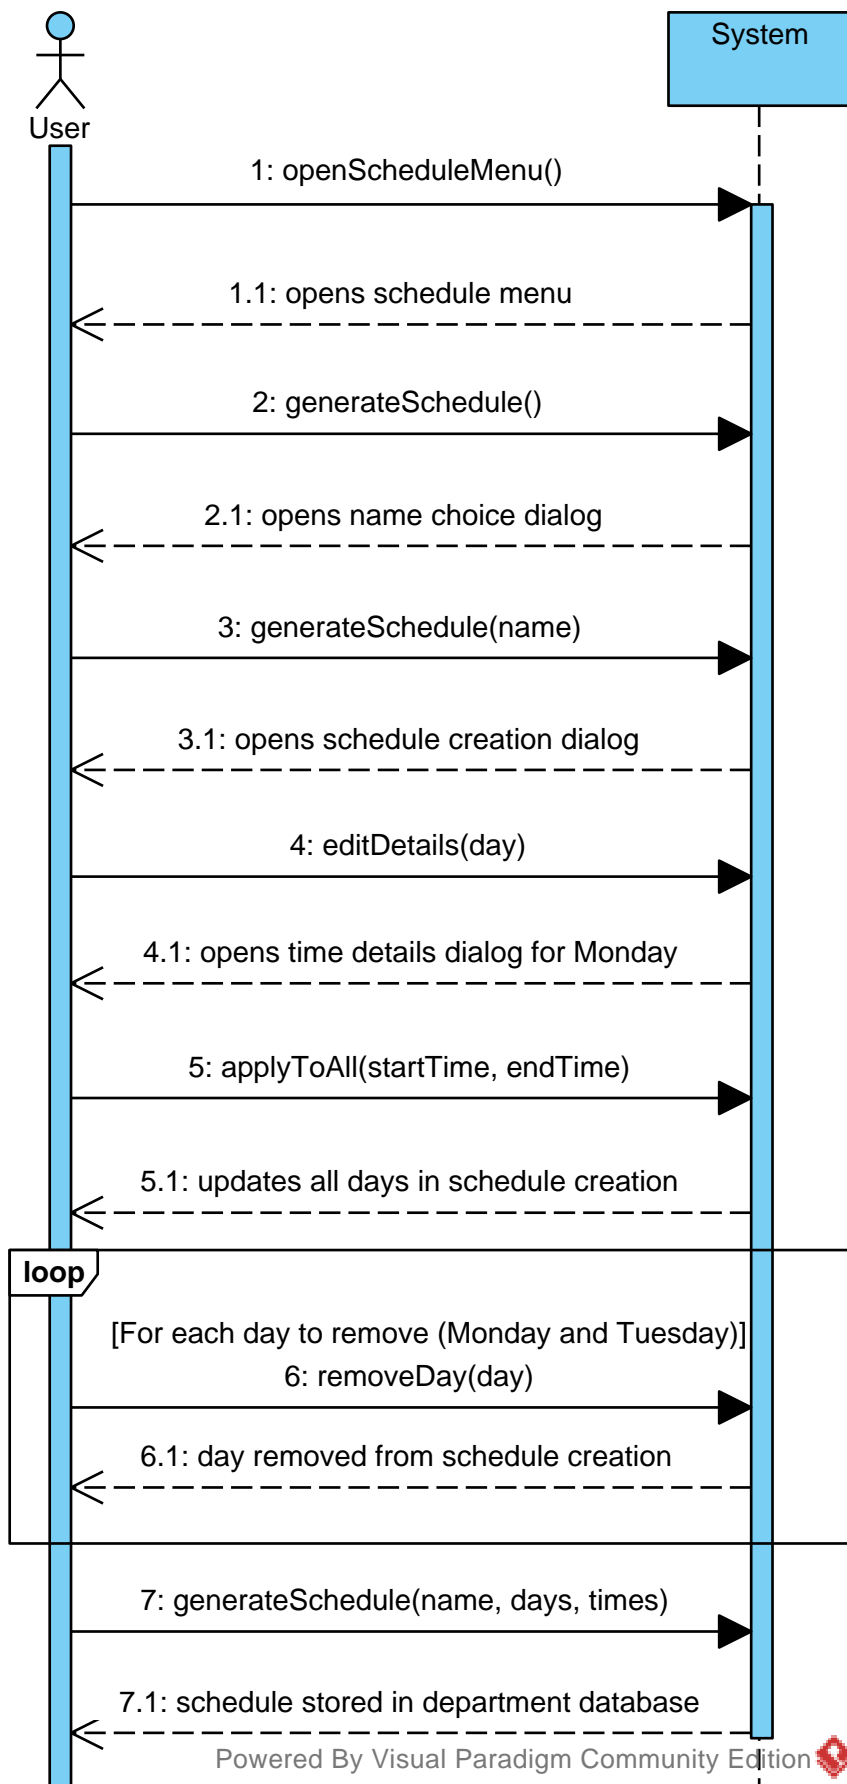 System
User
1: openScheduleMenu()
1.1: opens schedule menu
2: generateSchedule()
2.1: opens name choice dialog
3: generateSchedule(name)
3.1: opens schedule creation dialog
4: editDetails(day)
4.1: opens time details dialog for Monday
5: applyToAll(startTime, endTime)
5.1: updates all days in schedule creation
loop
[For each day to remove (Monday and Tuesday)]
6: removeDay(day)
6.1: day removed from schedule creation
7: generateSchedule(name, days, times)
7.1: schedule stored in department database
Powered By Visual Paradigm Community Edition